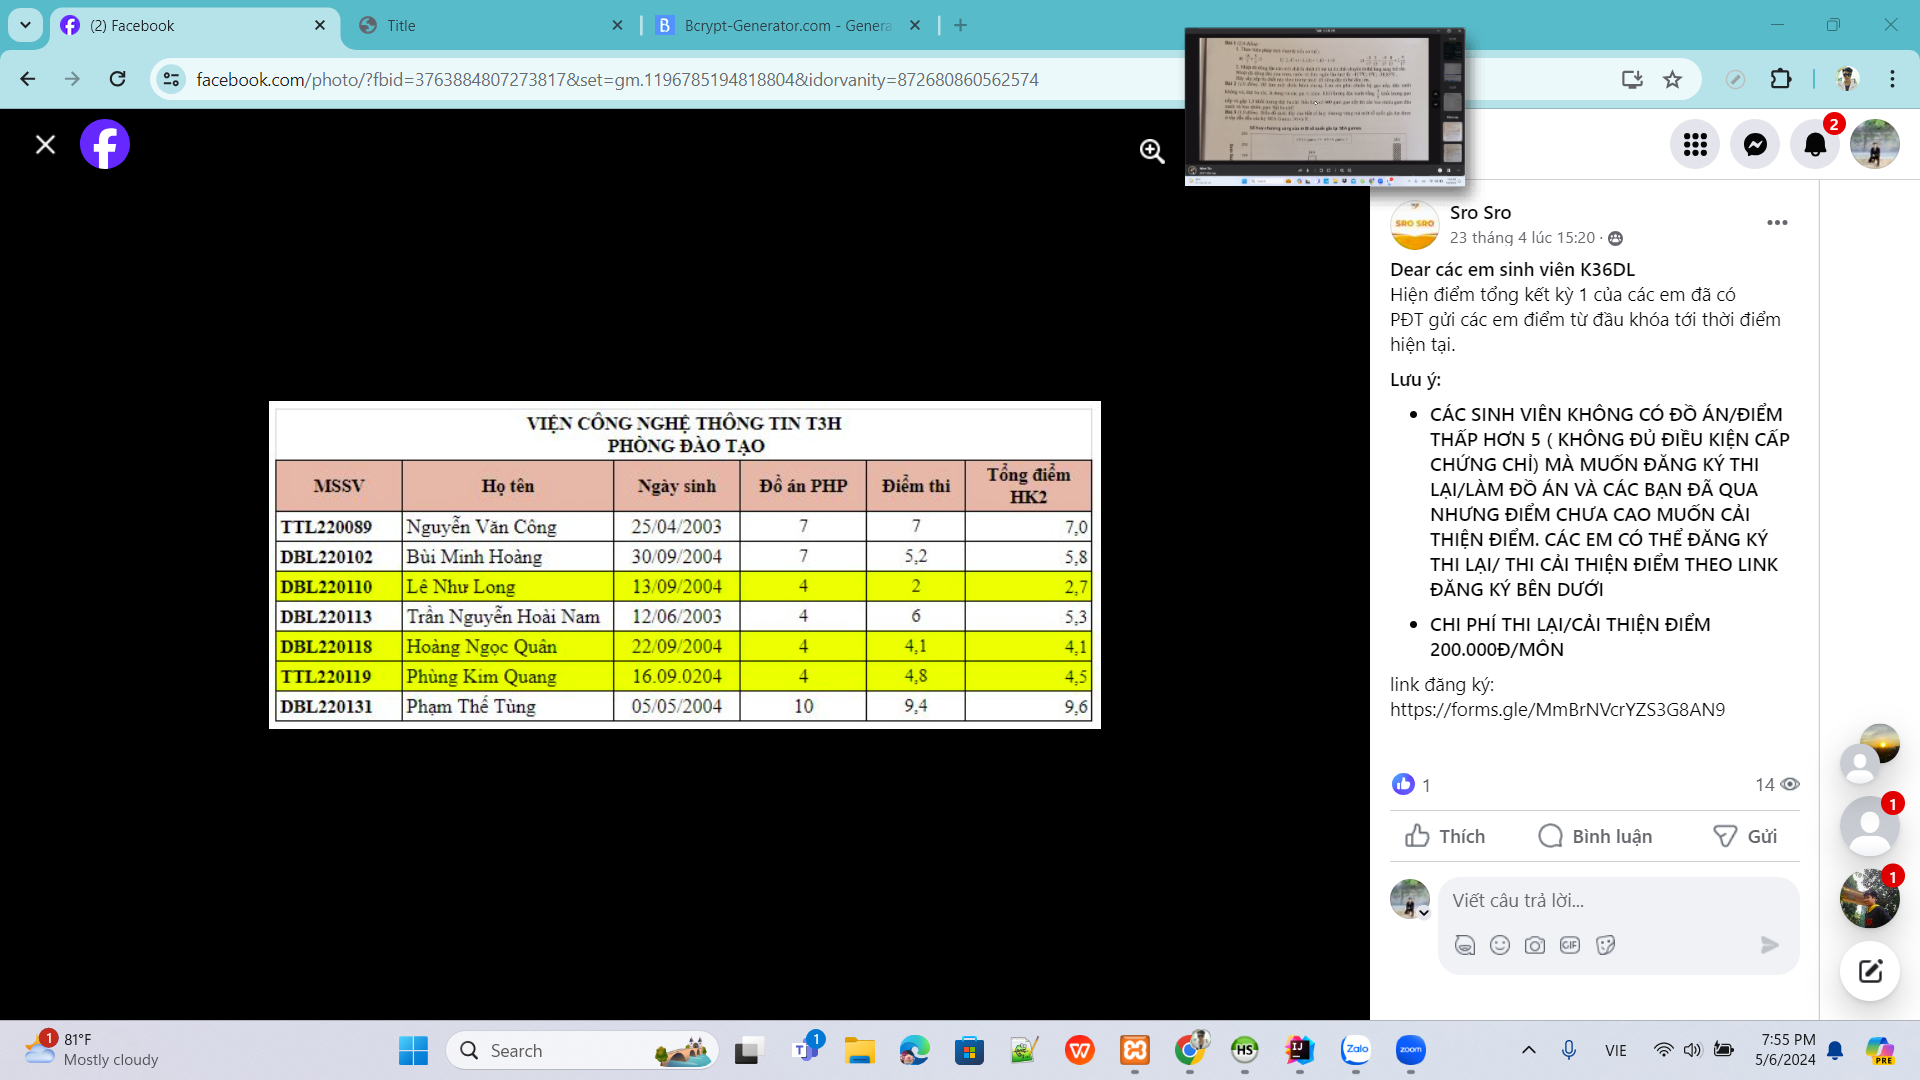 (2) Facebook
Title
Bcrypt-Generator.com - Genera
facebook.com/photo/?fbid=3763884807273817&set=gm.1196785194818804&idorvanity=872680860562574
2
VIỆN CÔNG NGHỆ THÔNG TIN T3H
PHÒNG ĐÀO TẠO
MSSV Họ tên Ngày sinh Đồ án PHP Điểm thi Tổng điểm HK2
TTL220089 Nguyễn Văn Công 25/04/2003 7 7 7,0
DBL220102 Bùi Minh Hoàng 30/09/2004 7 5,2 5,8
DBL220110 Lê Như Long 13/09/2004 4 2 2,7
DBL220113 Trần Nguyễn Hoài Nam 12/06/2003 4 6 5,3
DBL220118 Hoàng Ngọc Quân 22/09/2004 4 4,1 4,1
TTL220119 Phùng Kim Quang 16.09.0204 4 4,8 4,5
DBL220131 Phạm Thế Tùng 05/05/2004 10 9,4 9,6
SRO SRO
Sro Sro
23 tháng 4 lúc 15:20 ·
Dear các em sinh viên K36DL
Hiện điểm tổng kết kỳ 1 của các em đã có
PĐT gửi các em điểm từ đầu khóa tới thời điểm
hiện tại.
Lưu ý:
• CÁC SINH VIÊN KHÔNG CÓ ĐỒ ÁN/ĐIỂM
THẤP HƠN 5 ( KHÔNG ĐỦ ĐIỀU KIỆN CẤP
CHỨNG CHỈ) MÀ MUỐN ĐĂNG KÝ THI
LẠI/LÀM ĐỒ ÁN VÀ CÁC BẠN ĐÃ QUA
NHƯNG ĐIỂM CHƯA CAO MUỐN CẢI
THIỆN ĐIỂM. CÁC EM CÓ THỂ ĐĂNG KÝ
THI LẠI/ THI CẢI THIỆN ĐIỂM THEO LINK
ĐĂNG KÝ BÊN DƯỚI
• CHI PHÍ THI LẠI/CẢI THIỆN ĐIỂM
200.000Đ/MÔN
link đăng ký:
https://forms.gle/MmBrNVcrYZS3G8AN9
1
14
Thích Bình luận Gửi
Viết câu trả lời...
GIF
1
1
1
81°F
Mostly cloudy
Search
1
HS
IJ
Zalo
zoom
VIE
7:55 PM
5/6/2024
PRE